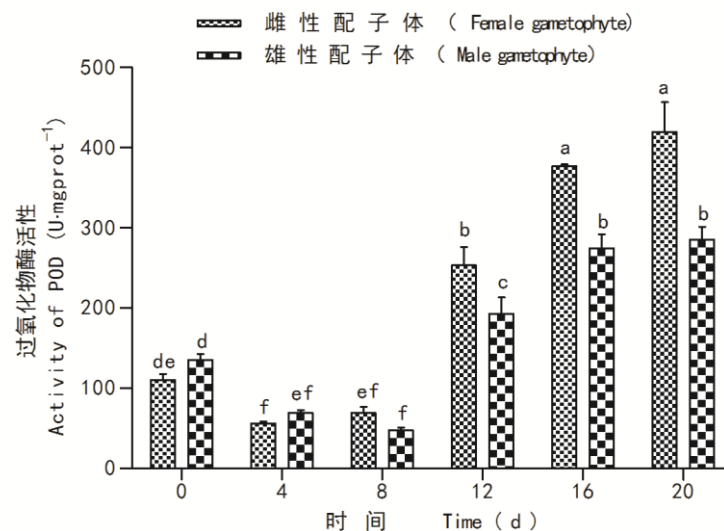 雌性配子体 ( Female gametophyte)
雄性配子体 ( Male gametophyte)
过氧化物酶活性
Activity of POD (U·mgprot⁻¹)
500
400
300
200
100
0
de d f ef ef f b c a b a b
0 4 8 12 16 20
时间 Time ( d )